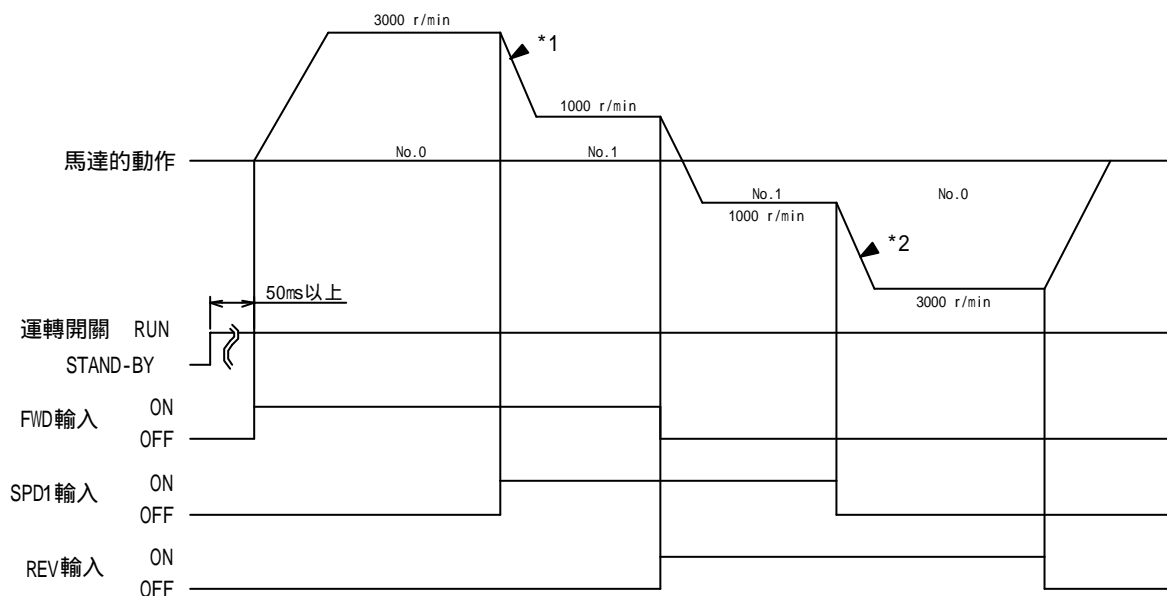 3000 r/min
*1
1000 r/min
馬達的動作
No.0
No.1
No.1
No.0
1000 r/min
*2
50ms以上
3000 r/min
運轉開關 RUN
STAND-BY
FWD輸入 ON
OFF
SPD1輸入 ON
OFF
REV輸入 ON
OFF